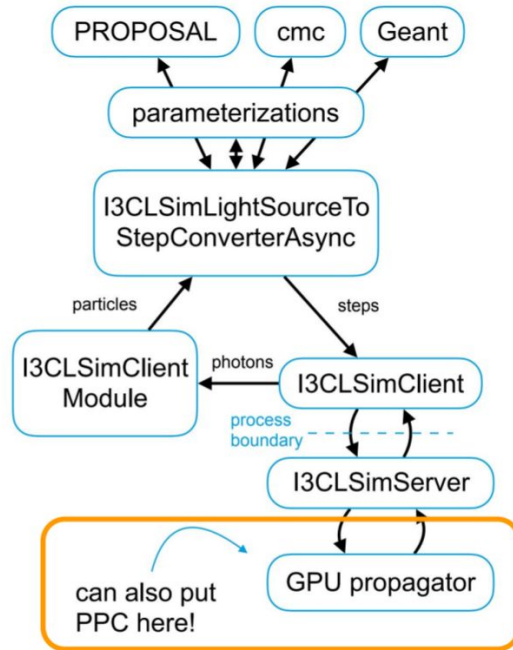 PROPOSAL
cmc
Geant
parameterizations
I3CLSimLightSourceTo
StepConverterAsync
particles
steps
I3CLSimClient
Module
photons
I3CLSimClient
process
boundary
I3CLSimServer
can also put
PPC here!
GPU propagator